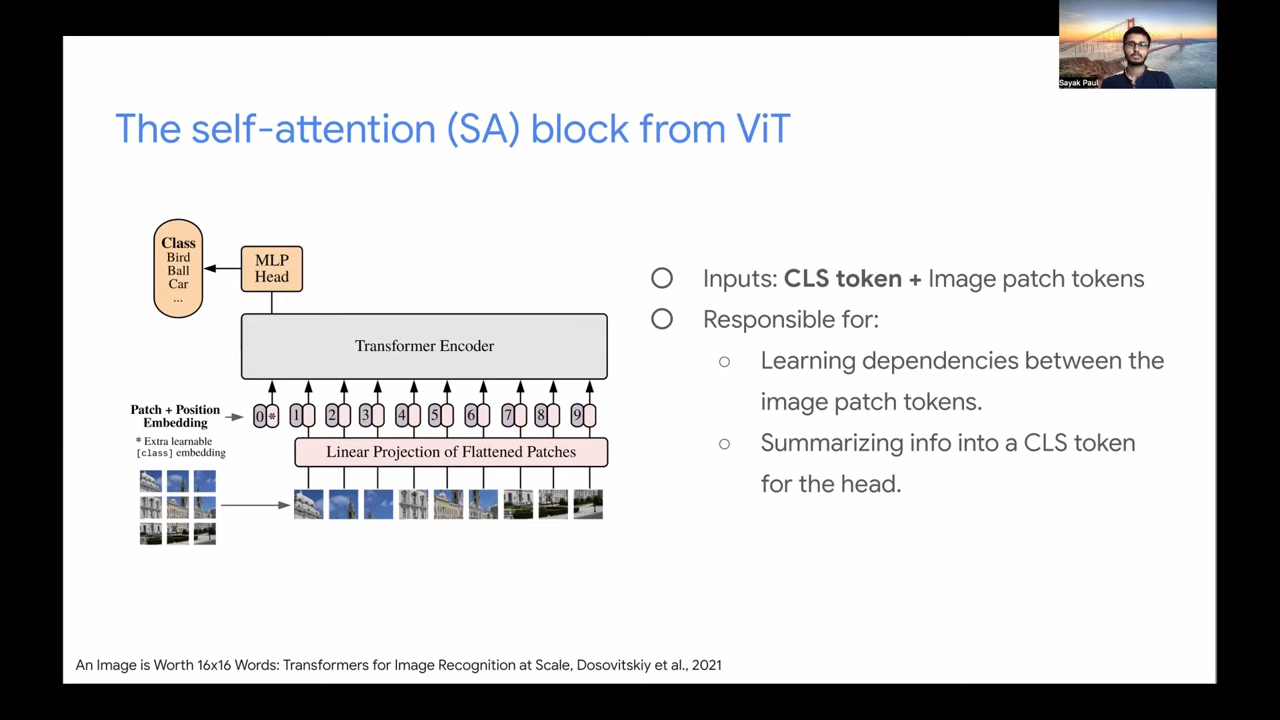 Sayak Paul
The self-attention (SA) block from ViT
Class
Bird
Ball
Car
...
MLP
Head
Transformer Encoder
Patch + Position
Embedding
* Extra learnable
[class] embedding
0 * 1 2 3 4 5 6 7 8 9
Linear Projection of Flattened Patches
Inputs: CLS token + Image patch tokens
Responsible for:
Learning dependencies between the
image patch tokens.
Summarizing info into a CLS token
for the head.
An Image is Worth 16x16 Words: Transformers for Image Recognition at Scale, Dosovitskiy et al., 2021